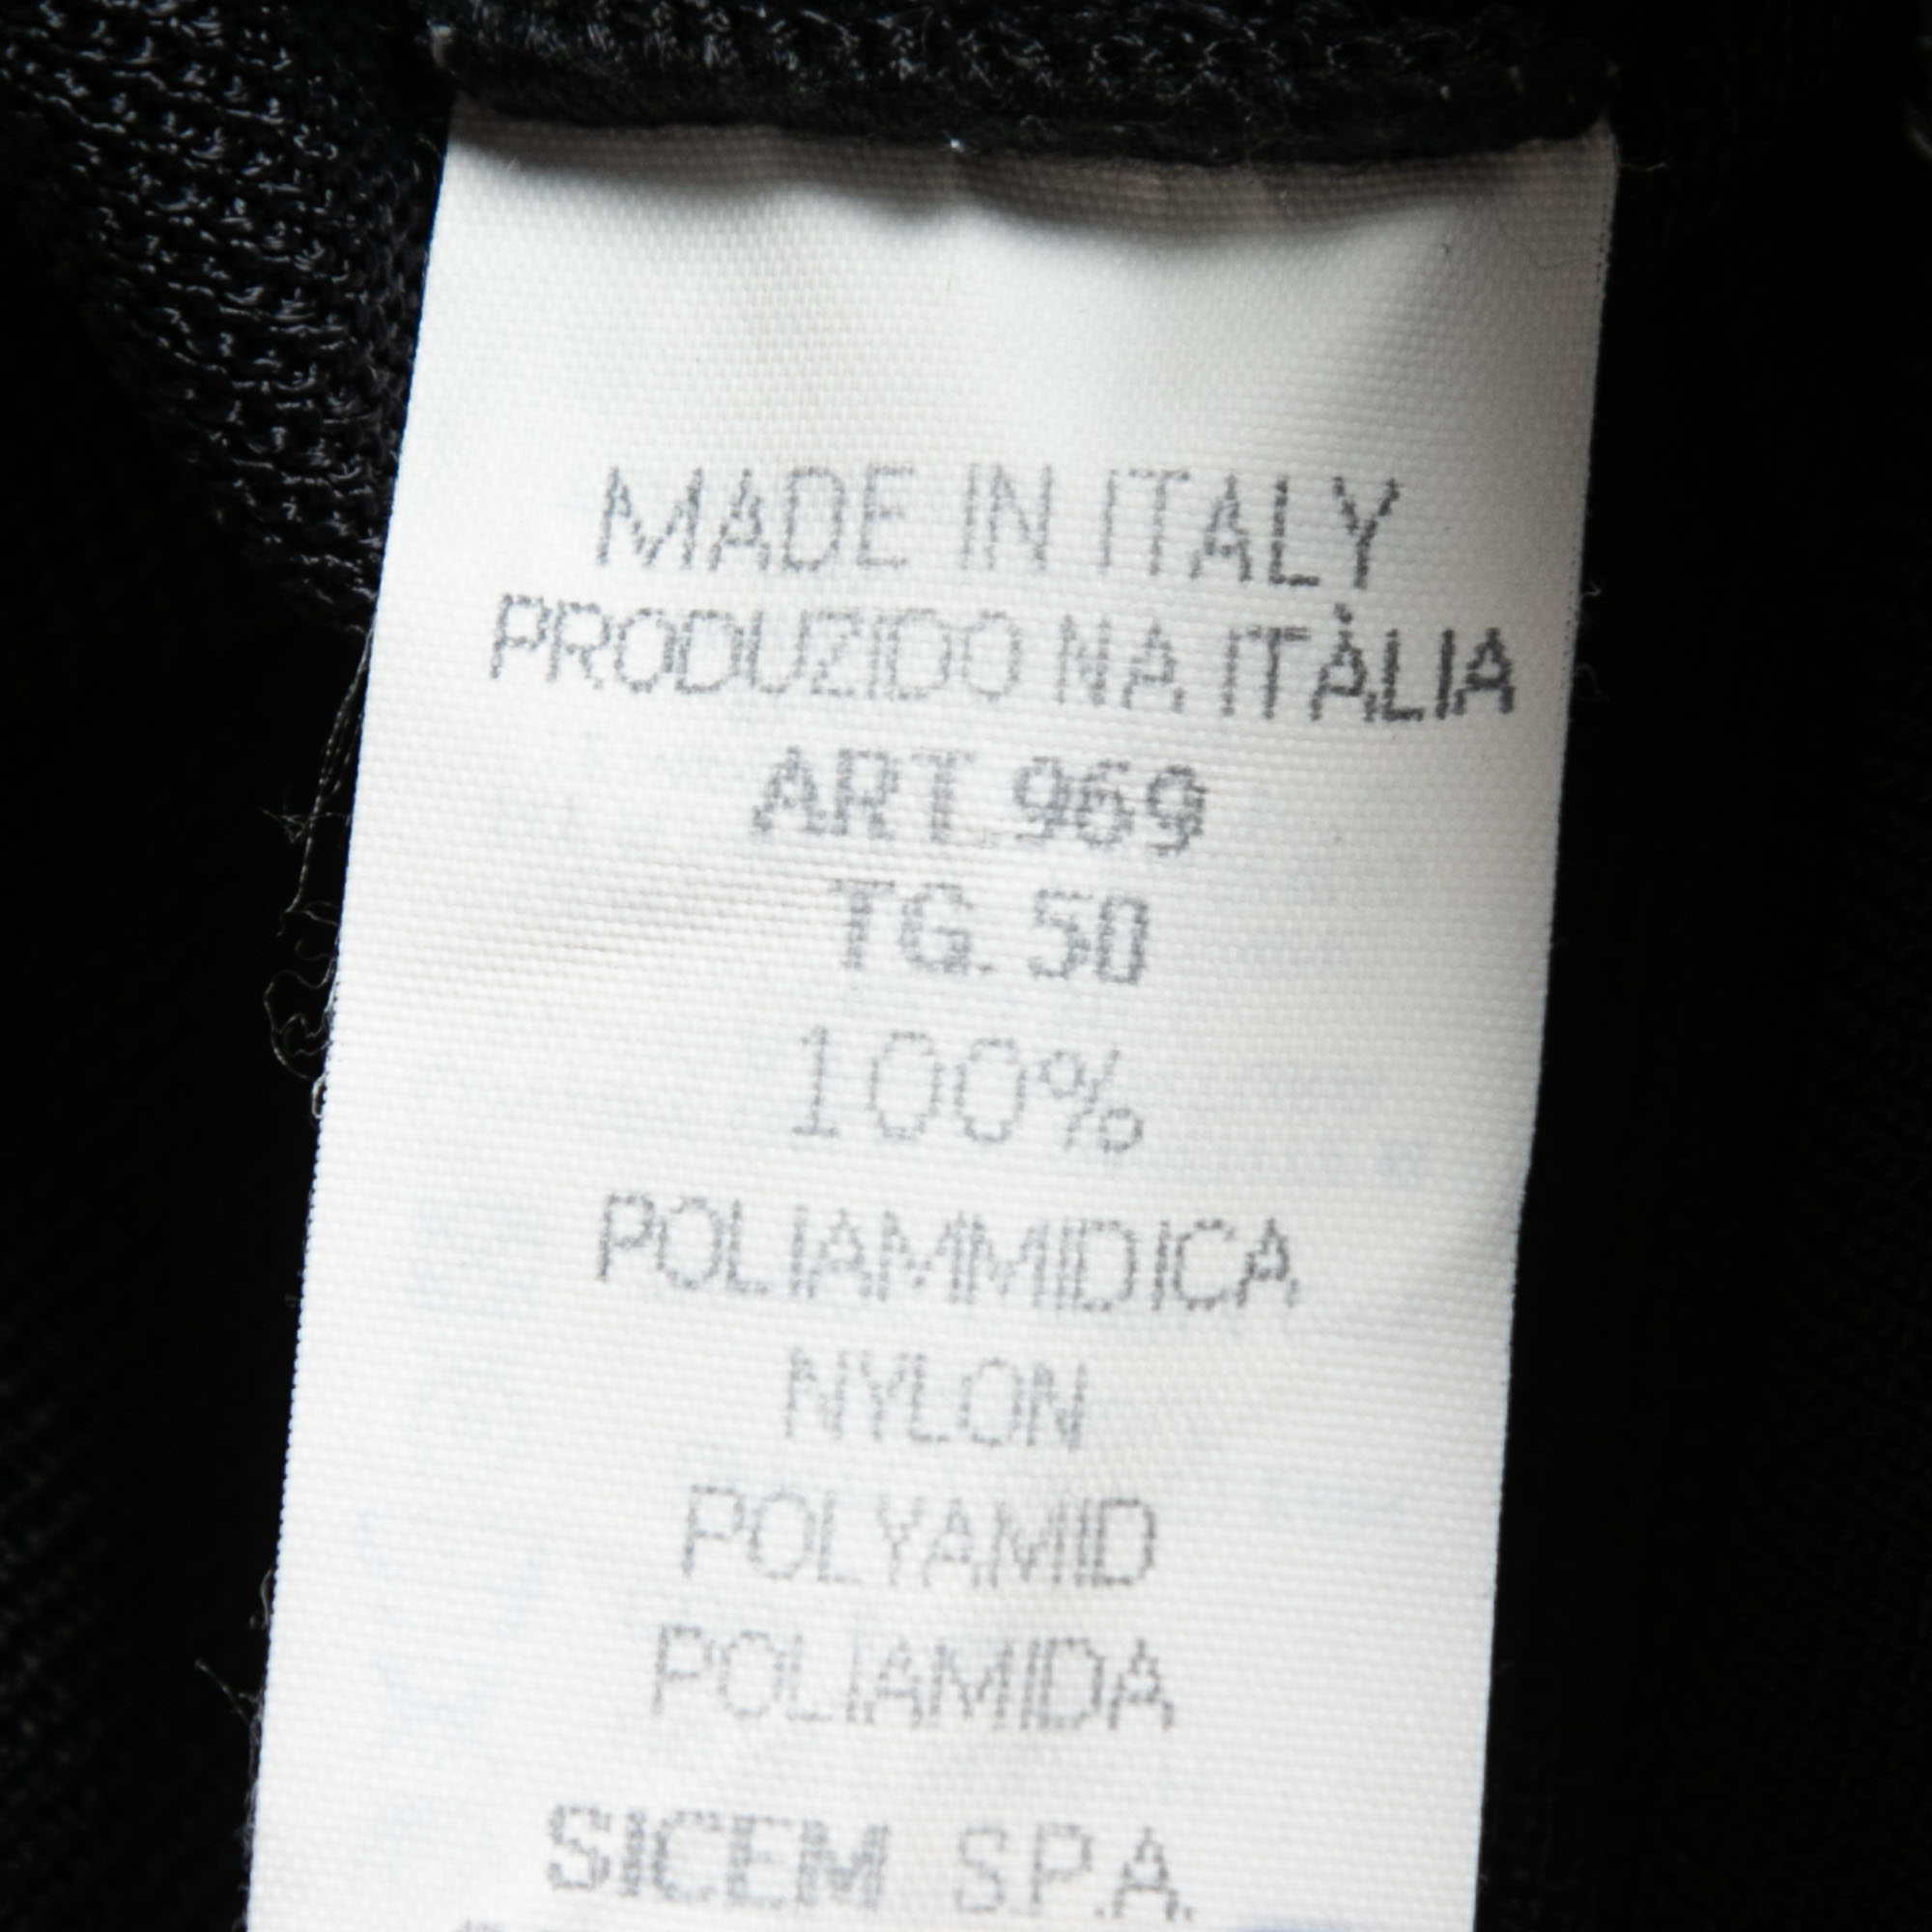 MADE IN ITALY
PRODUZIDO NA ITÀLIA
ART.969
TG. 50
100%
POLIAMMIDICA
NYLON
POLYAMID
POLIAMIDA
SICEM S.P.A.